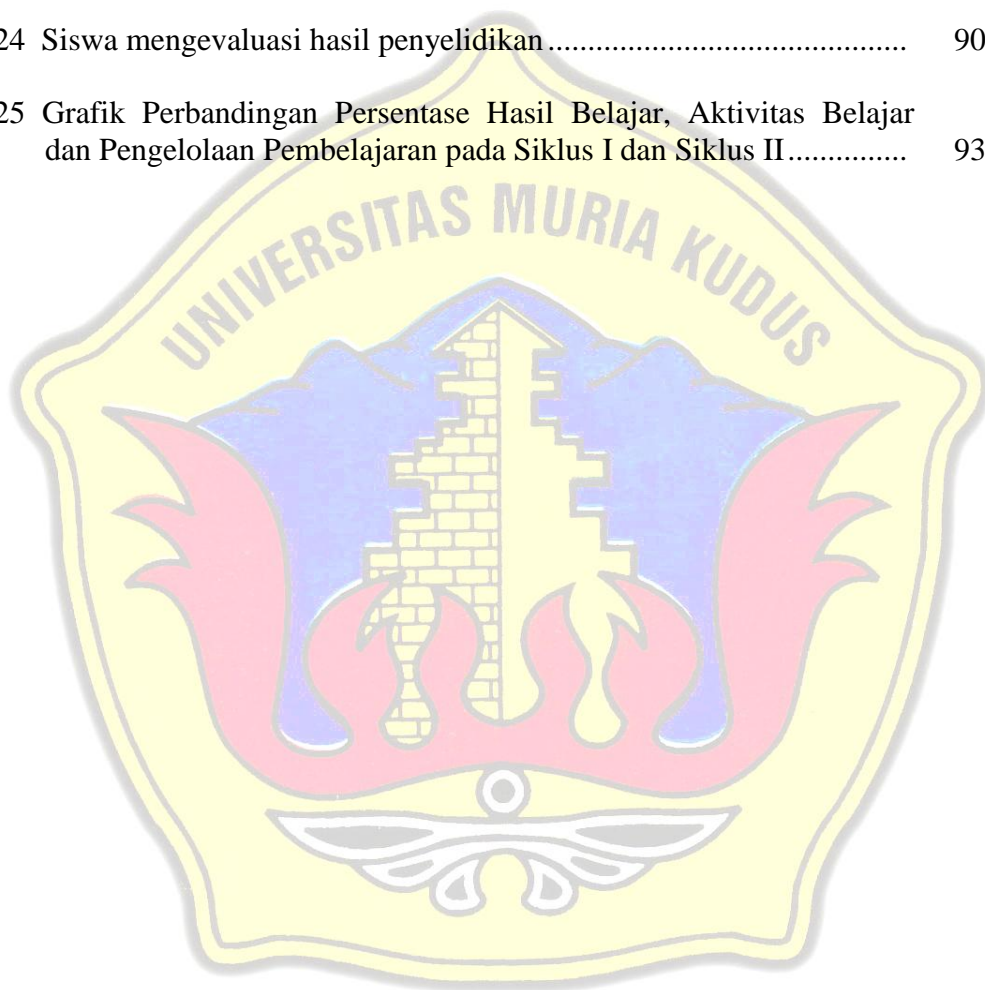 24 Siswa mengevaluasi hasil penyelidikan ........................................... 90
25 Grafik Perbandingan Persentase Hasil Belajar, Aktivitas Belajar
dan Pengelolaan Pembelajaran pada Siklus I dan Siklus II ............... 93
UNIVERSITAS MURIA KUDUS